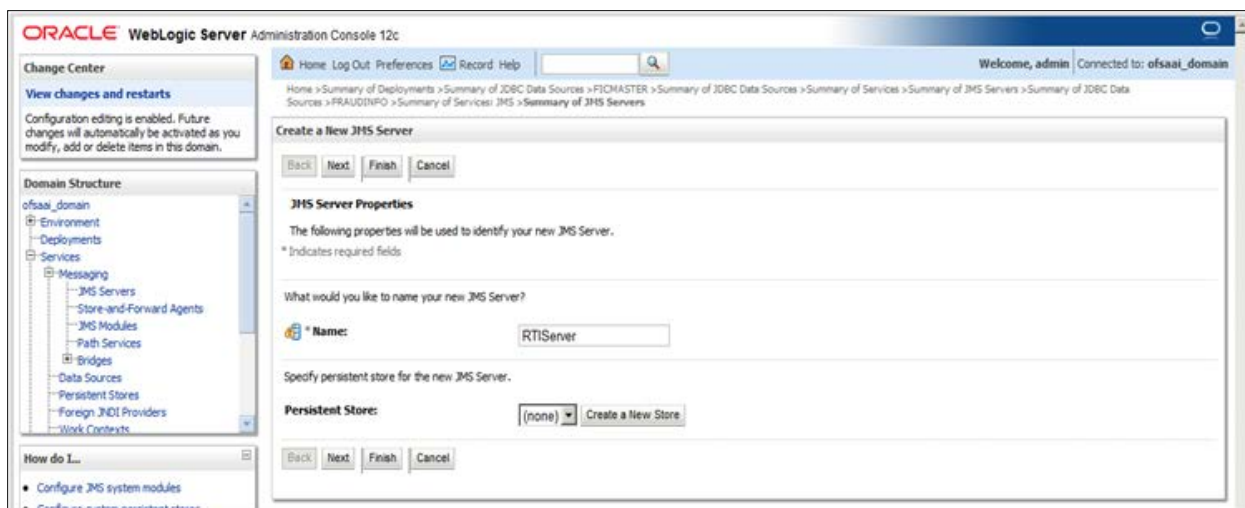 ORACLE WebLogic Server Administration Console 12c
Change Center
View changes and restarts
Configuration editing is enabled. Future
changes will automatically be activated as you
modify, add or delete items in this domain.
Domain Structure
ofsaai_domain
Environment
Deployments
Services
Messaging
JMS Servers
Store-and-Forward Agents
JMS Modules
Path Services
Bridges
Data Sources
Persistent Stores
Foreign JNDI Providers
Work Contexts
How do I...
Configure JMS system modules
Home Log Out Preferences Record Help
Welcome, admin Connected to: ofsaai_domain
Home >Summary of Deployments >Summary of JDBC Data Sources >FICMASTER >Summary of JDBC Data Sources >Summary of Services >Summary of JMS Servers >Summary of JDBC Data
Sources >FRAUDINFO >Summary of Services: JMS >Summary of JMS Servers
Create a New JMS Server
Back Next Finish Cancel
JMS Server Properties
The following properties will be used to identify your new JMS Server.
* Indicates required fields
What would you like to name your new JMS Server?
* Name: RTIServer
Specify persistent store for the new JMS Server.
Persistent Store: (none) Create a New Store
Back Next Finish Cancel